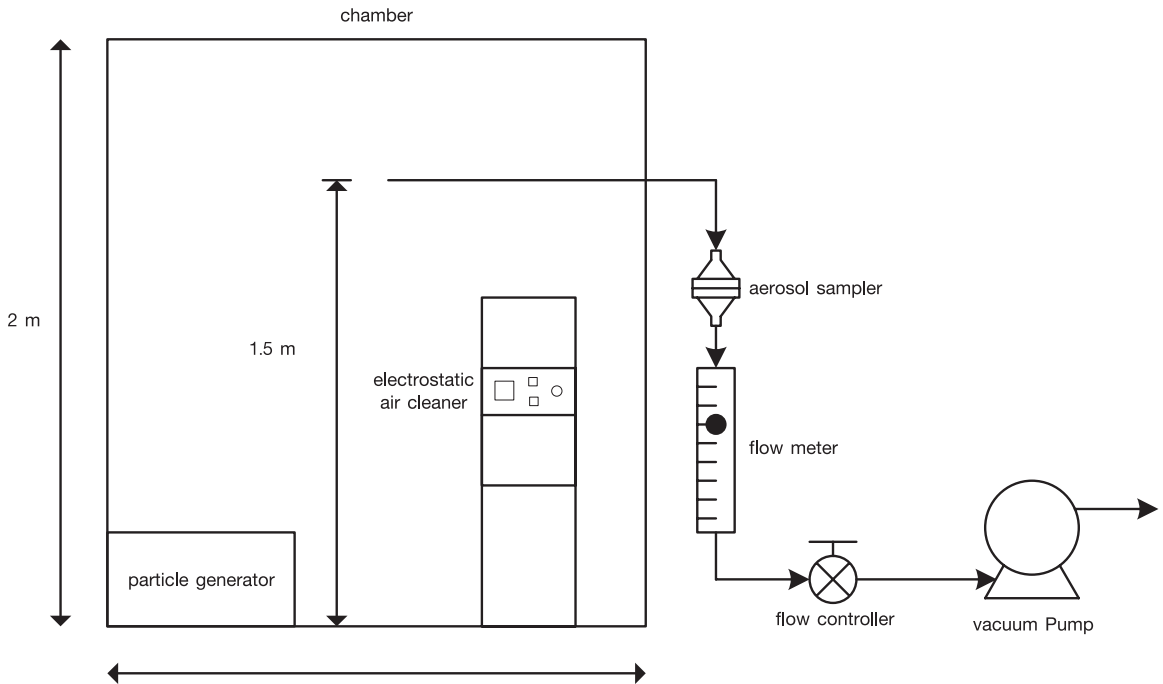 chamber
2 m
1.5 m
aerosol sampler
electrostatic
air cleaner
flow meter
particle generator
flow controller
vacuum Pump